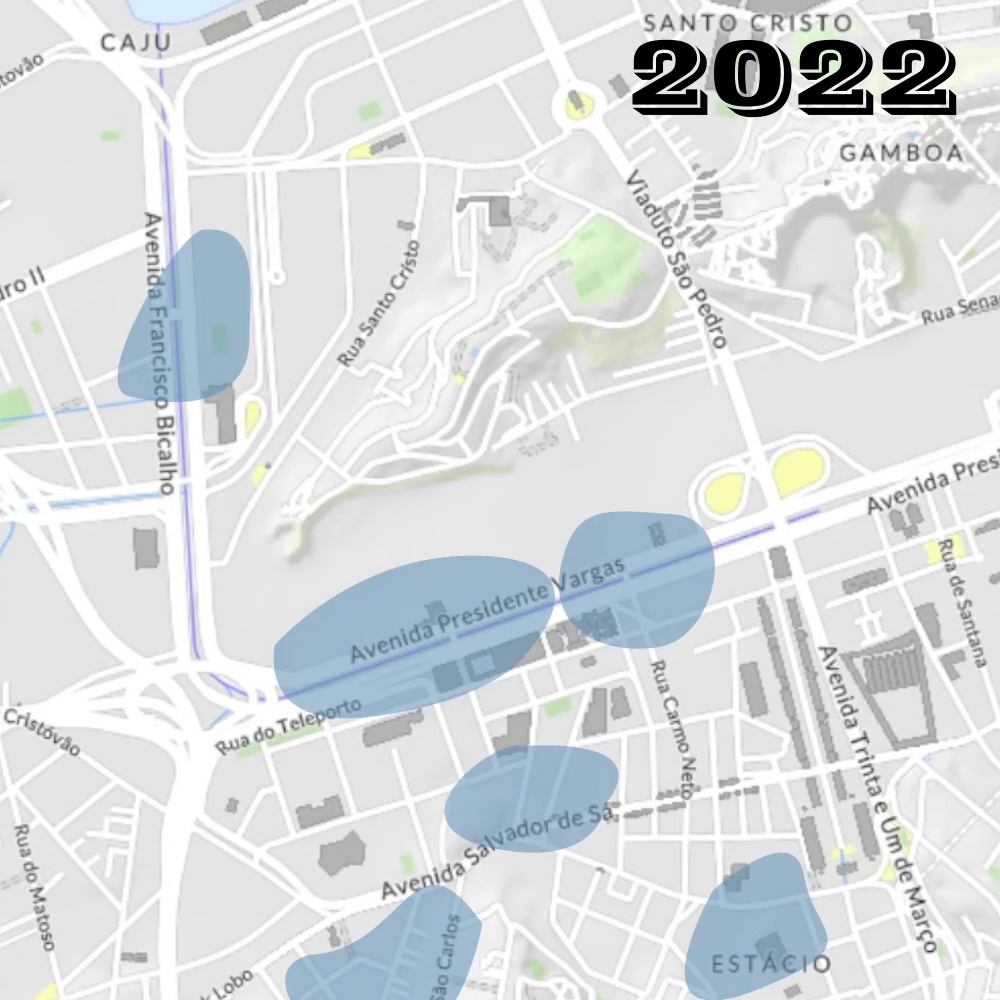 SANTO CRISTO
CAJU
2022
tovão
GAMBOA
Viaduto São Pedro
Avenida Francisco Bicalho
Rua Santo Cristo
dro II
Rua Sena
Avenida Presi
Rua de Santana
Avenida Presidente Vargas
Rua do Teleporto
Rua Carmo Neto
Avenida Trinta e Um de Março
Cristóvão
Avenida Salvador de Sá
Rua do Matoso
São Carlos
Lobo
ESTÁCIO